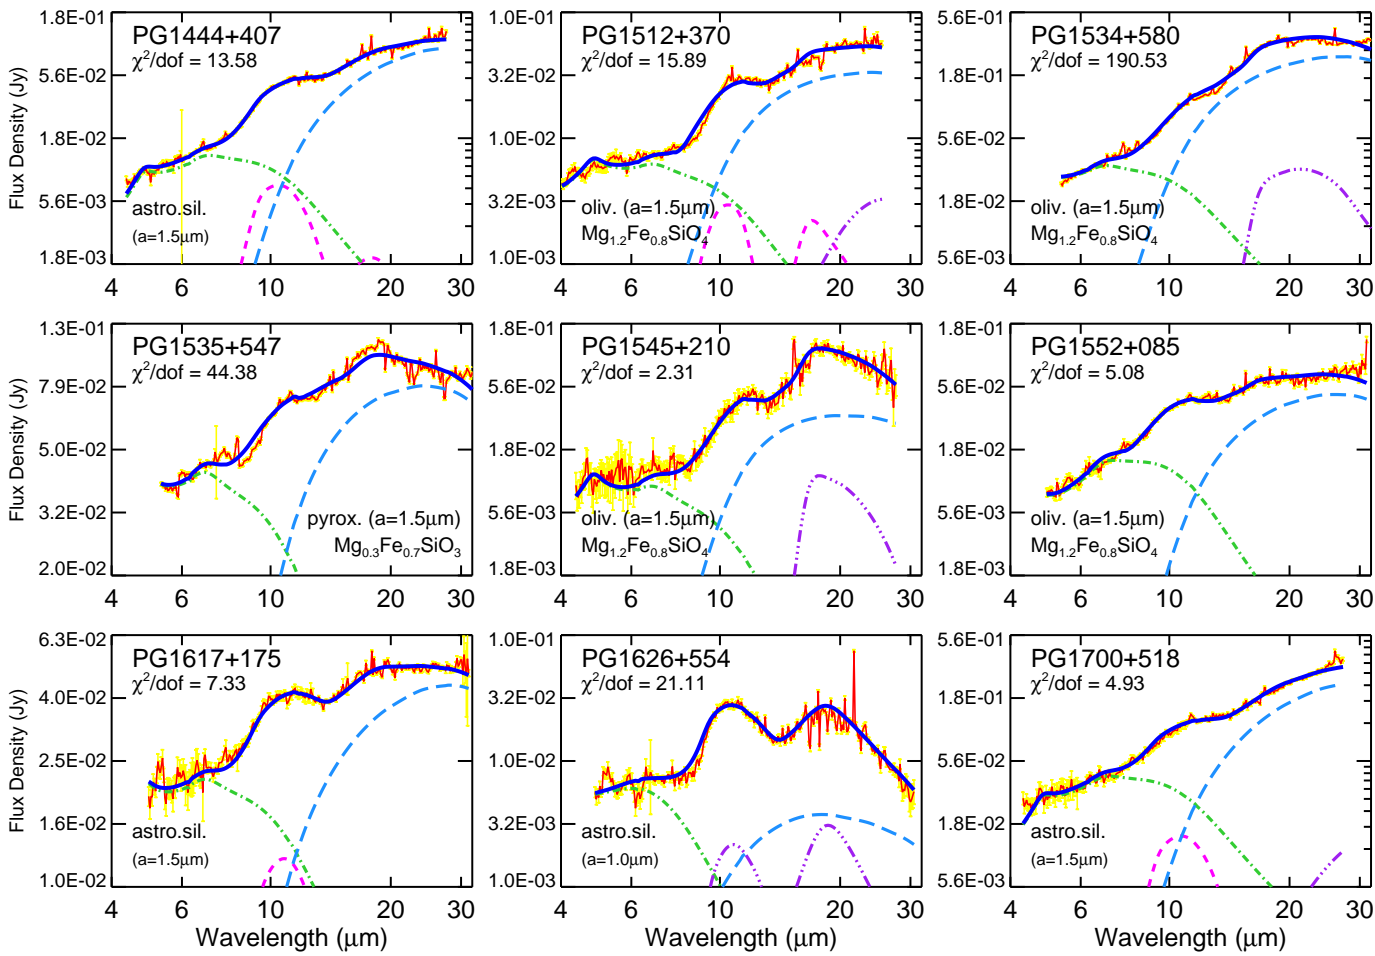 PG1444+407
χ²/dof = 13.58
astro.sil.
(a=1.5μm)
1.8E-01
5.6E-02
1.8E-02
5.6E-03
1.8E-03
Flux Density (Jy)
4 6 10 20 30
PG1512+370
χ²/dof = 15.89
oliv. (a=1.5μm)
Mg₁.₂Fe₀.₈SiO₄
1.0E-01
3.2E-02
1.0E-02
3.2E-03
1.0E-03
4 6 10 20 30
PG1534+580
χ²/dof = 190.53
oliv. (a=1.5μm)
Mg₁.₂Fe₀.₈SiO₄
5.6E-01
1.8E-01
5.6E-02
1.8E-02
5.6E-03
4 6 10 20 30
PG1535+547
χ²/dof = 44.38
pyrox. (a=1.5μm)
Mg₀.₃Fe₀.₇SiO₃
1.3E-01
7.9E-02
5.0E-02
3.2E-02
2.0E-02
Flux Density (Jy)
4 6 10 20 30
PG1545+210
χ²/dof = 2.31
oliv. (a=1.5μm)
Mg₁.₂Fe₀.₈SiO₄
1.8E-01
5.6E-02
1.8E-02
5.6E-03
1.8E-03
4 6 10 20 30
PG1552+085
χ²/dof = 5.08
oliv. (a=1.5μm)
Mg₁.₂Fe₀.₈SiO₄
1.8E-01
5.6E-02
1.8E-02
5.6E-03
1.8E-03
4 6 10 20 30
PG1617+175
χ²/dof = 7.33
astro.sil.
(a=1.5μm)
6.3E-02
4.0E-02
2.5E-02
1.6E-02
1.0E-02
Flux Density (Jy)
4 6 10 20 30
Wavelength (μm)
PG1626+554
χ²/dof = 21.11
astro.sil.
(a=1.0μm)
1.0E-01
3.2E-02
1.0E-02
3.2E-03
1.0E-03
4 6 10 20 30
Wavelength (μm)
PG1700+518
χ²/dof = 4.93
astro.sil.
(a=1.5μm)
5.6E-01
1.8E-01
5.6E-02
1.8E-02
5.6E-03
4 6 10 20 30
Wavelength (μm)